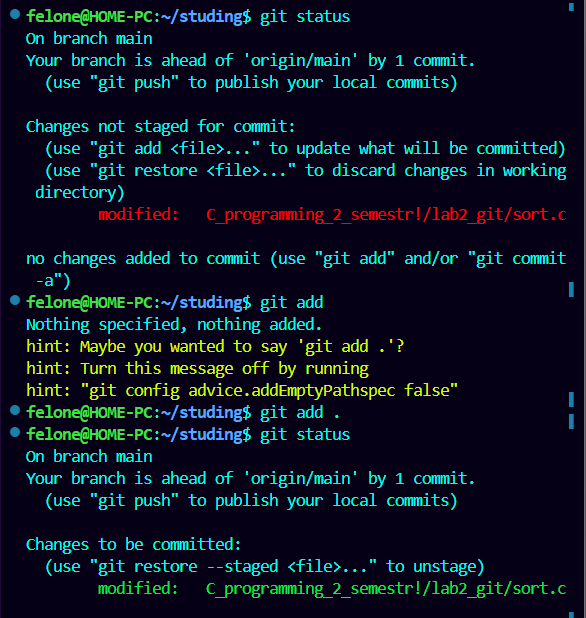 felone@HOME-PC:~/studing$ git status
On branch main
Your branch is ahead of 'origin/main' by 1 commit.
  (use "git push" to publish your local commits)

Changes not staged for commit:
  (use "git add <file>..." to update what will be committed)
  (use "git restore <file>..." to discard changes in working
 directory)
        modified:   C_programming_2_semestr!/lab2_git/sort.c

no changes added to commit (use "git add" and/or "git commit
 -a")
felone@HOME-PC:~/studing$ git add
Nothing specified, nothing added.
hint: Maybe you wanted to say 'git add .'?
hint: Turn this message off by running
hint: "git config advice.addEmptyPathspec false"
felone@HOME-PC:~/studing$ git add .
felone@HOME-PC:~/studing$ git status
On branch main
Your branch is ahead of 'origin/main' by 1 commit.
  (use "git push" to publish your local commits)

Changes to be committed:
  (use "git restore --staged <file>..." to unstage)
        modified:   C_programming_2_semestr!/lab2_git/sort.c